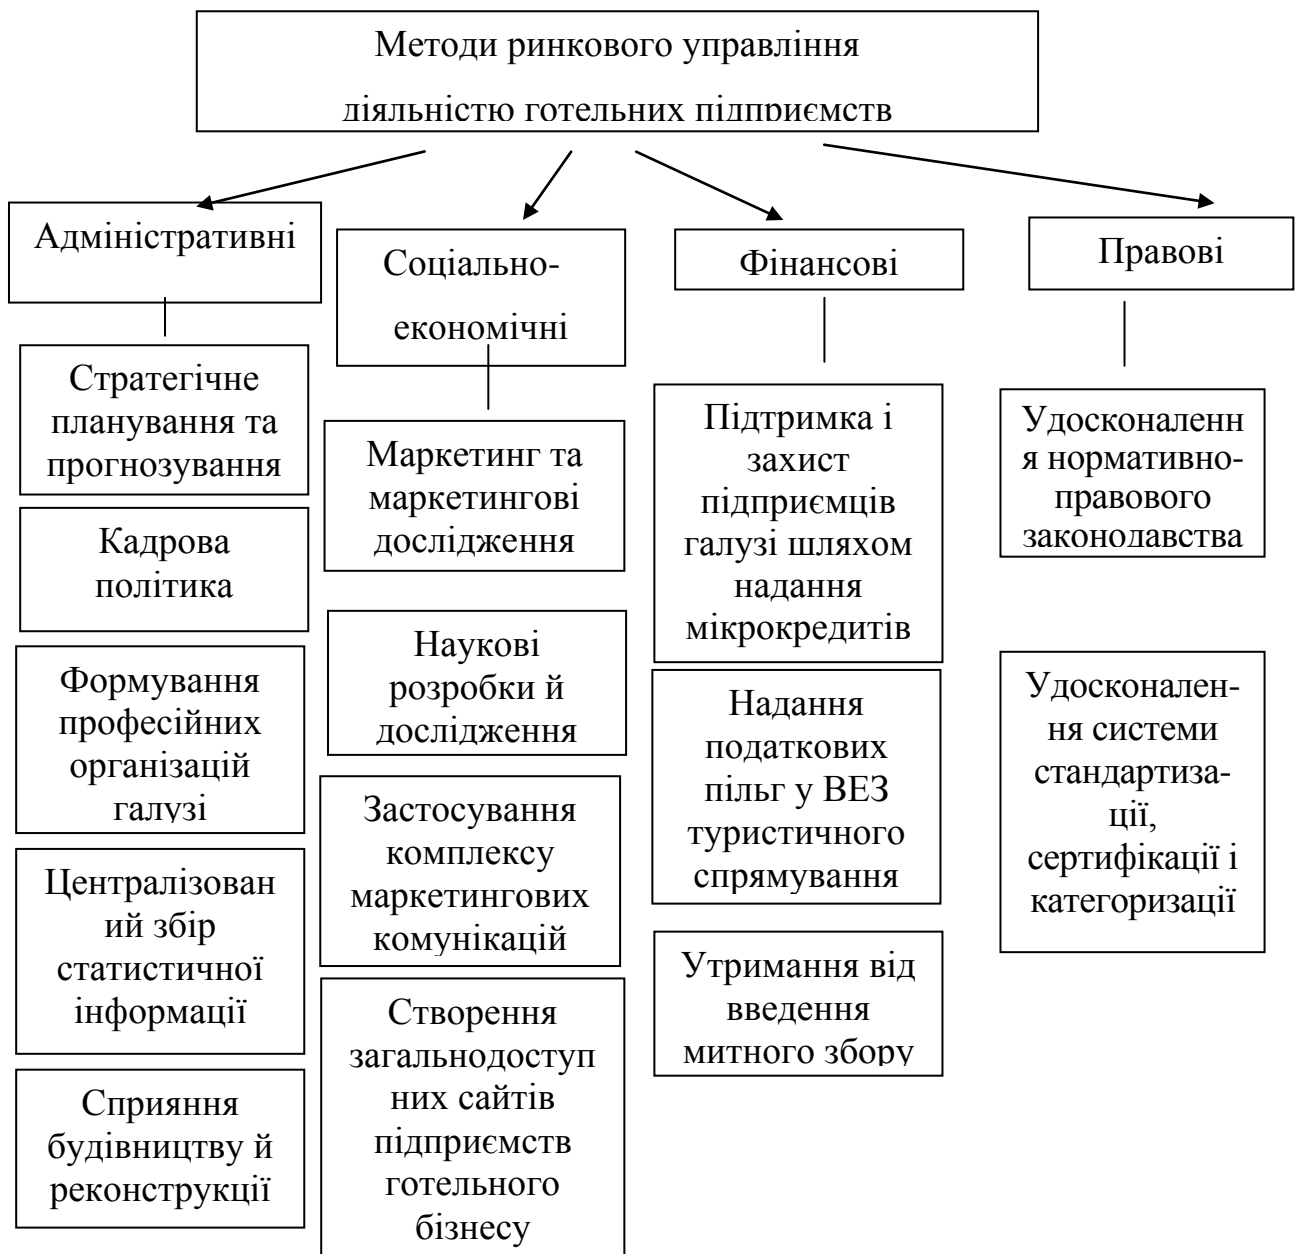 Методи ринкового управління
діяльністю готельних підприємств
Адміністративні
Соціально-
економічні
Фінансові
Правові
Стратегічне
планування та
прогнозування
Кадрова
політика
Формування
професійних
організацій
галузі
Централізован
ий збір
статистичної
інформації
Сприяння
будівництву й
реконструкції
Маркетинг та
маркетингові
дослідження
Наукові
розробки й
дослідження
Застосування
комплексу
маркетингових
комунікацій
Створення
загальнодоступ
них сайтів
підприємств
готельного
бізнесу
Підтримка і
захист
підприємців
галузі шляхом
надання
мікрокредитів
Надання
податкових
пільг у ВЕЗ
туристичного
спрямування
Утримання від
введення
митного збору
Удосконаленн
я нормативно-
правового
законодавства
Удосконален-
ня системи
стандартиза-
ції,
сертифікації і
категоризації